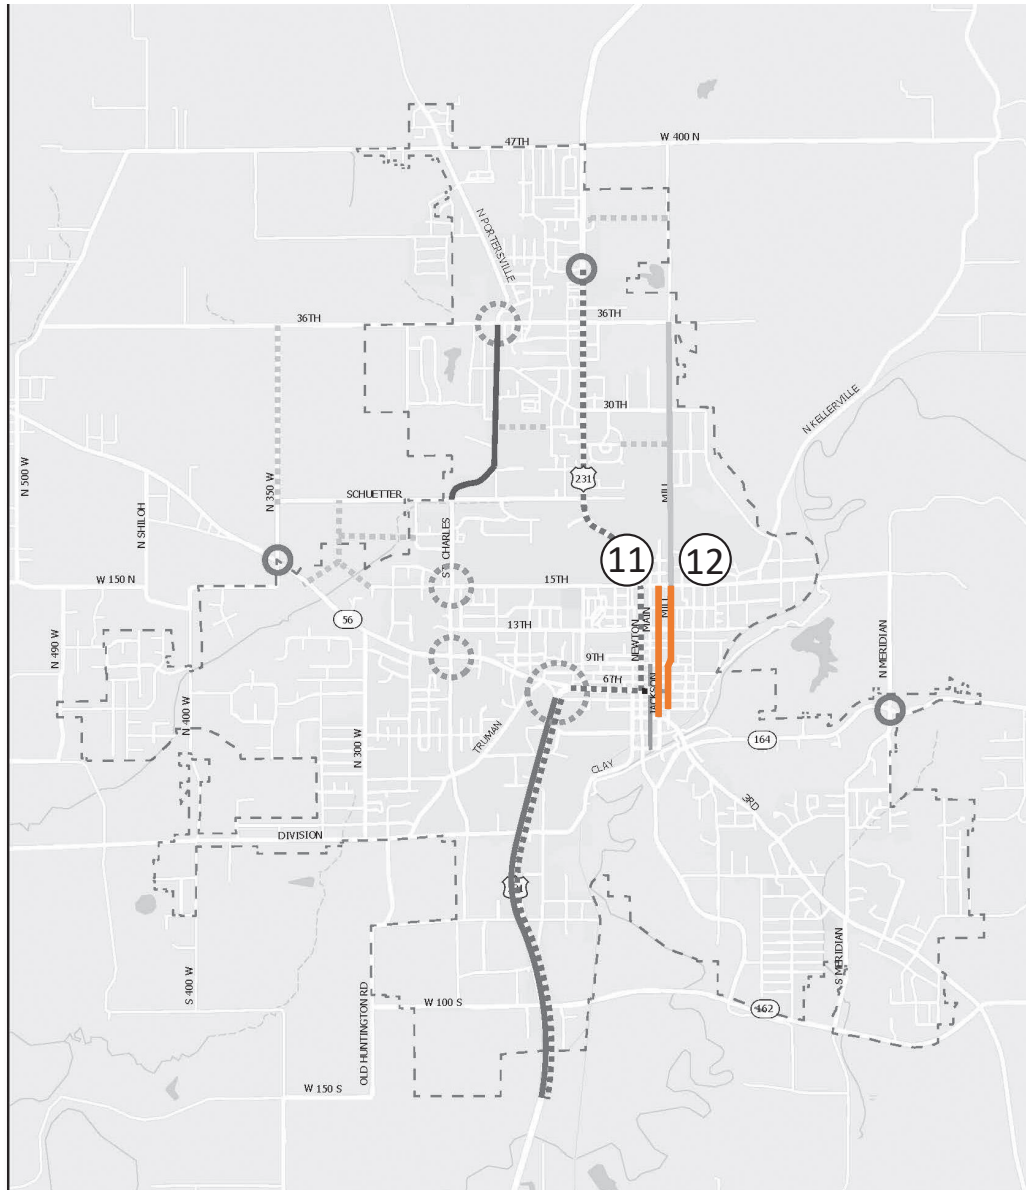 47TH
W 400 N
N PORTERSVILLE
36TH
36TH
30TH
N KELLERVILLE
N 500 W
N 350 W
SCHUETTER
231
MILL
N SHILOH
ST CHARLES
11
12
W 150 N
15TH
56
13TH
NEWTON
MAIN
MILL
N 490 W
9TH
6TH
N MERIDIAN
N 400 W
JACKSON
N 300 W
TRUMAN
164
CLAY
3RD
DIVISION
S MERIDIAN
S 400 W
OLD HUNTINGTON RD
W 100 S
462
W 150 S